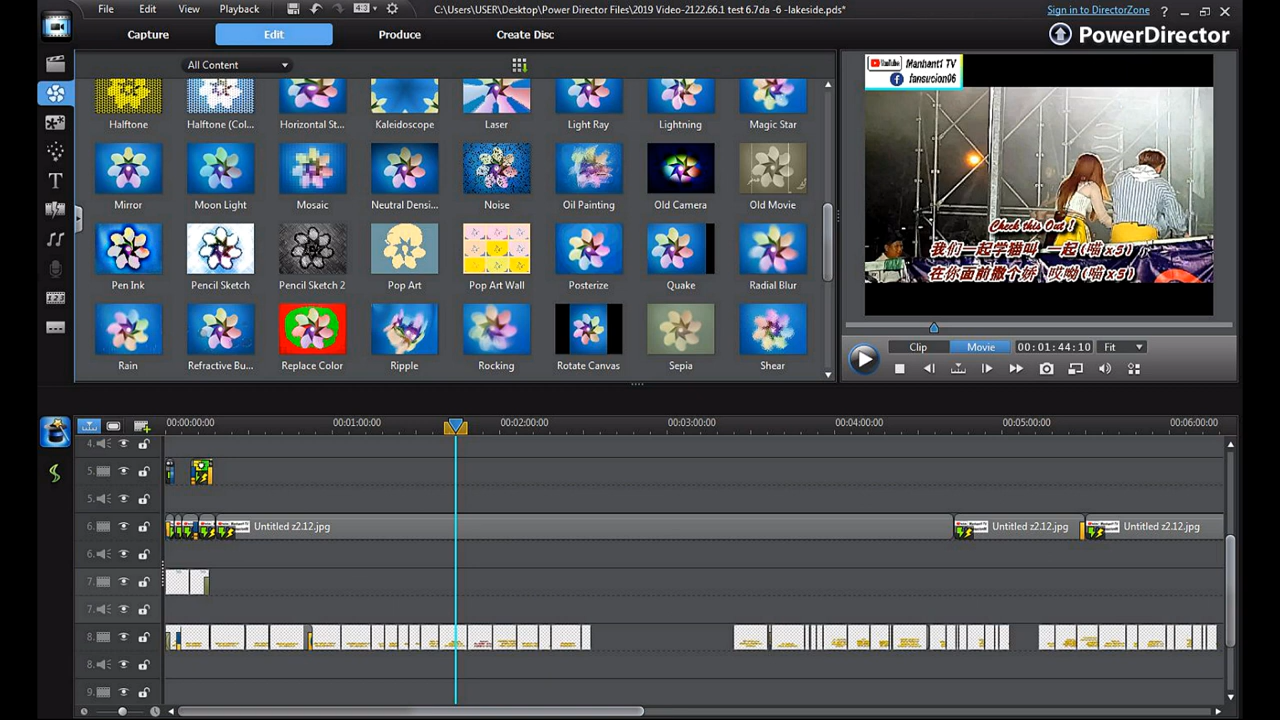 File Edit View Playback
C:\Users\USER\Desktop\Power Director Files\2019 Video-2122.66.1 test 6.7da -6 -lakeside.pds*
Sign in to DirectorZone ?
Capture Edit Produce Create Disc
PowerDirector
All Content
Halftone Halftone (Col... Horizontal St... Kaleidoscope Laser Light Ray Lightning Magic Star
Mirror Moon Light Mosaic Neutral Densi... Noise Oil Painting Old Camera Old Movie
Pen Ink Pencil Sketch Pencil Sketch 2 Pop Art Pop Art Wall Posterize Quake Radial Blur
Rain Refractive Bu... Replace Color Ripple Rocking Rotate Canvas Sepia Shear
YouTube Manhant1 TV
fansucion06
Check this Out !
我们一起学猫叫 一起 (喵 x 5)
在你面前撒个娇 哎呦 (喵 x 5)
Clip Movie 00:01:44:10 Fit
00:00:00:00 00:01:00:00 00:02:00:00 00:03:00:00 00:04:00:00 00:05:00:00 00:06:00:00
4.
5.
5.
6. Untitled z2.12.jpg Untitled z2.12.jpg Untitled z2.12.jpg
6.
7.
7.
8.
8.
9.